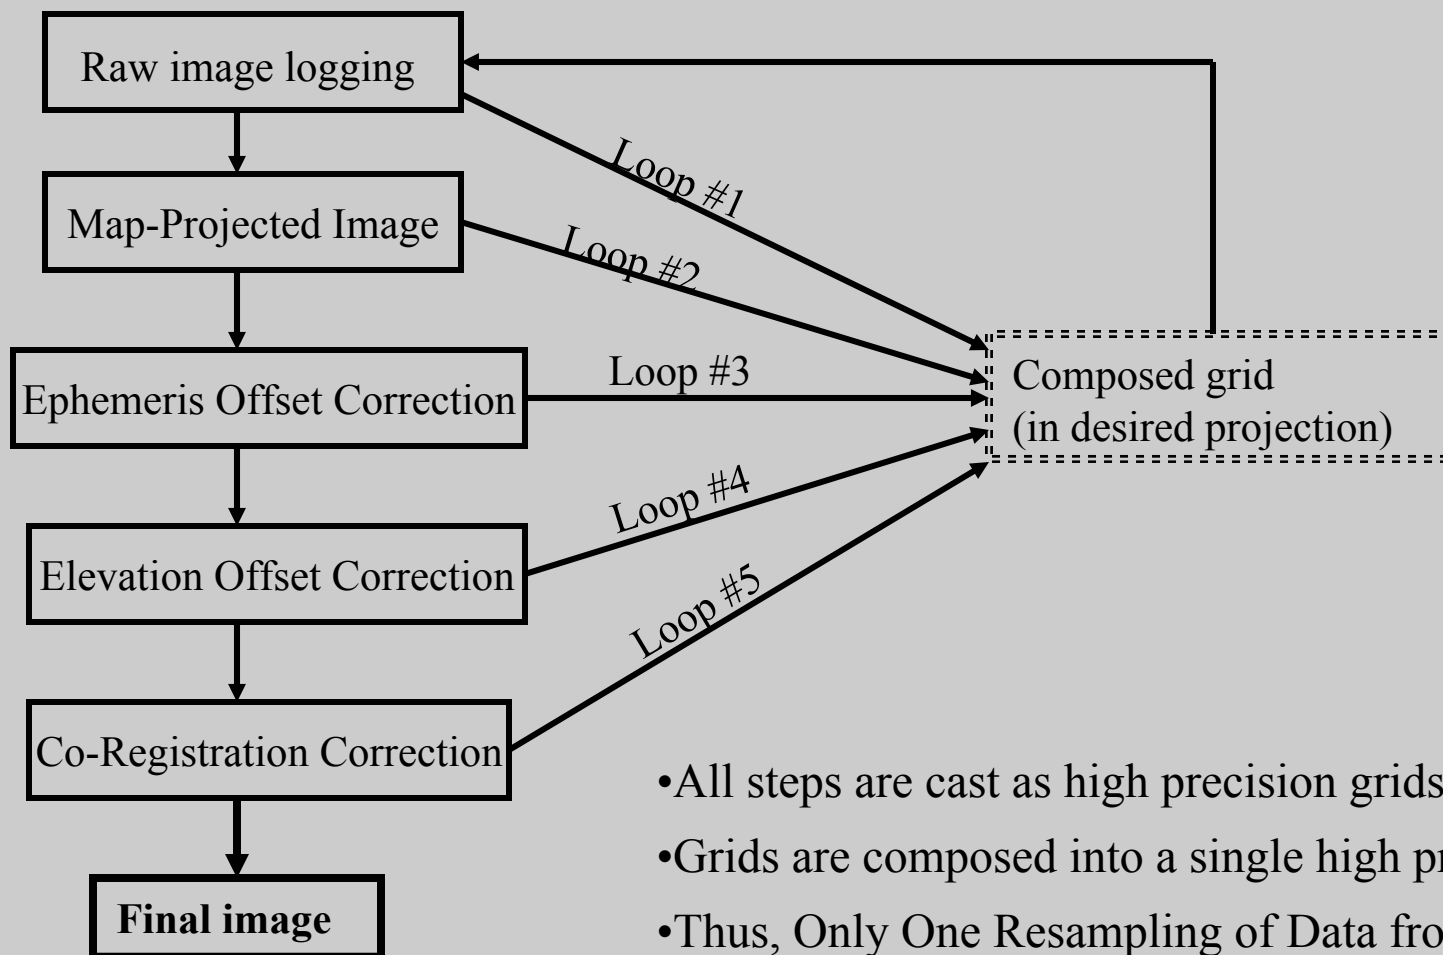 Raw image logging
Loop #1
Map-Projected Image
Loop #2
Ephemeris Offset Correction
Loop #3
Composed grid
(in desired projection)
Elevation Offset Correction
Loop #4
Co-Registration Correction
Loop #5
•All steps are cast as high precision grids
•Grids are composed into a single high
•Thus, Only One Resampling of Data
Final image